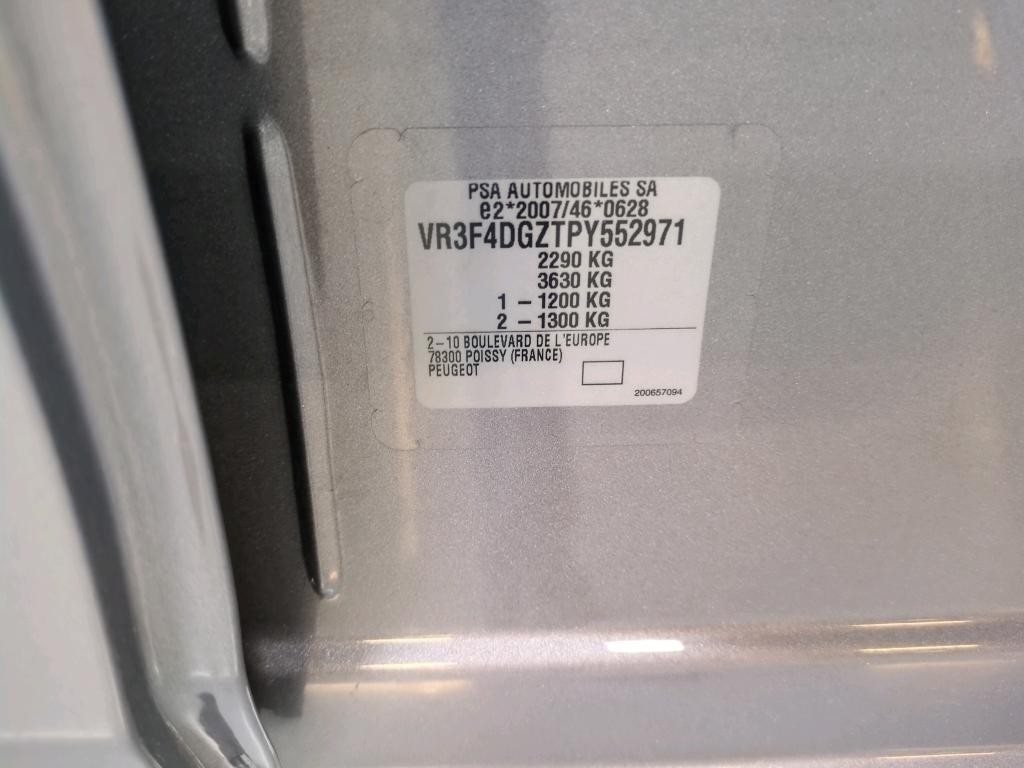 PSA AUTOMOBILES SA
e2*2007/46*0628
VR3F4DGZTPY552971
2290 KG
3630 KG
1 – 1200 KG
2 – 1300 KG
2–10 BOULEVARD DE L'EUROPE
78300 POISSY (FRANCE)
PEUGEOT
200657094